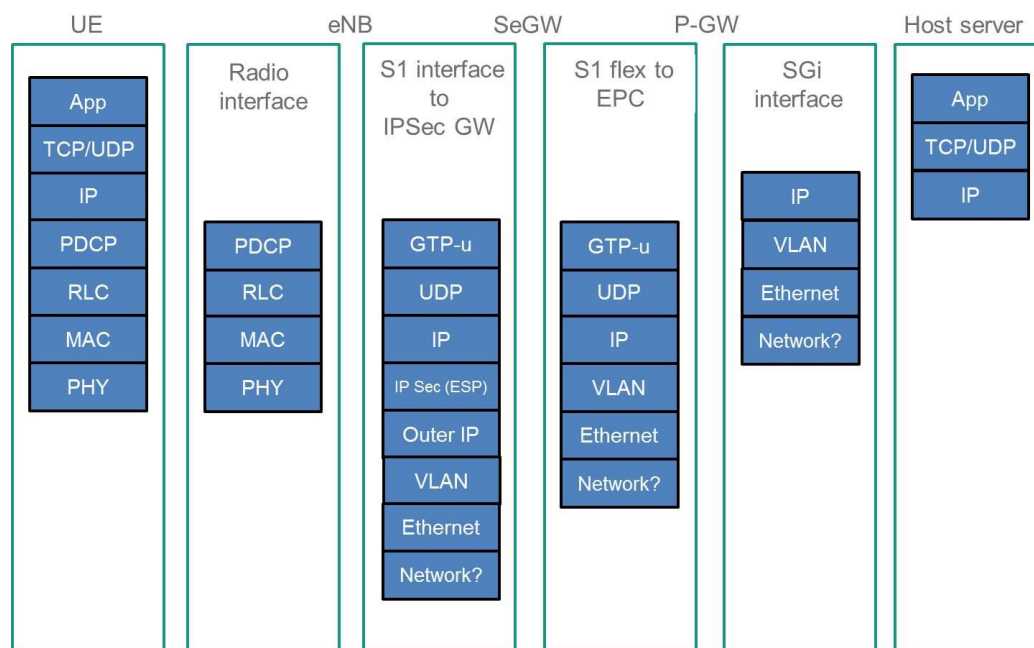 UE
eNB
SeGW
P-GW
Host server
App
TCP/UDP
IP
PDCP
RLC
MAC
PHY
Radio
interface
PDCP
RLC
MAC
PHY
S1 interface
to
IPSec GW
GTP-u
UDP
IP
IP Sec (ESP)
Outer IP
VLAN
Ethernet
Network?
S1 flex to
EPC
GTP-u
UDP
IP
VLAN
Ethernet
Network?
SGi
interface
IP
VLAN
Ethernet
Network?
App
TCP/UDP
IP